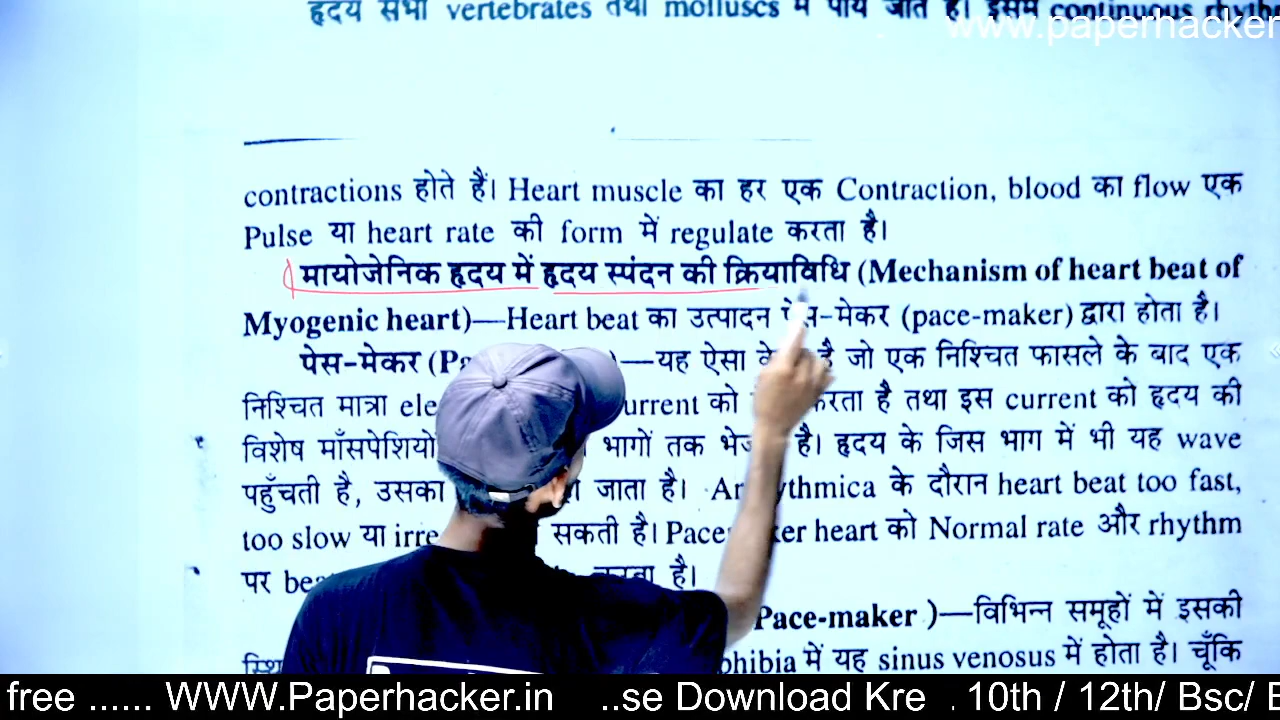 हृदय सभी vertebrates तथा molluscs में पाये जाते हैं। इसमें continuous rhythm
www.paperhacker
contractions होते हैं। Heart muscle का हर एक Contraction, blood का flow एक
Pulse या heart rate की form में regulate करता है।
मायोजेनिक हृदय में हृदय स्पंदन की क्रियाविधि (Mechanism of heart beat of
Myogenic heart)—Heart beat का उत्पादन पेस-मेकर (pace-maker) द्वारा होता है।
पेस-मेकर (Pa )—यह ऐसा है जो एक निश्चित फासले के बाद एक
निश्चित मात्रा ele urrent को करता है तथा इस current को हृदय की
विशेष माँसपेशियों भागों तक भेज है। हृदय के जिस भाग में भी यह wave
पहुँचती है, उसका जाता है। Ar ythmica के दौरान heart beat too fast,
too slow या irre सकती है। Pace ker heart को Normal rate और rhythm
पर bea करता है।
Pace-maker )—विभिन्न समूहों में इसकी
स्थि phibia में यह sinus venosus में होता है। चूँकि
free ...... WWW.Paperhacker.in ..se Download Kre . 10th / 12th/ Bsc/ B